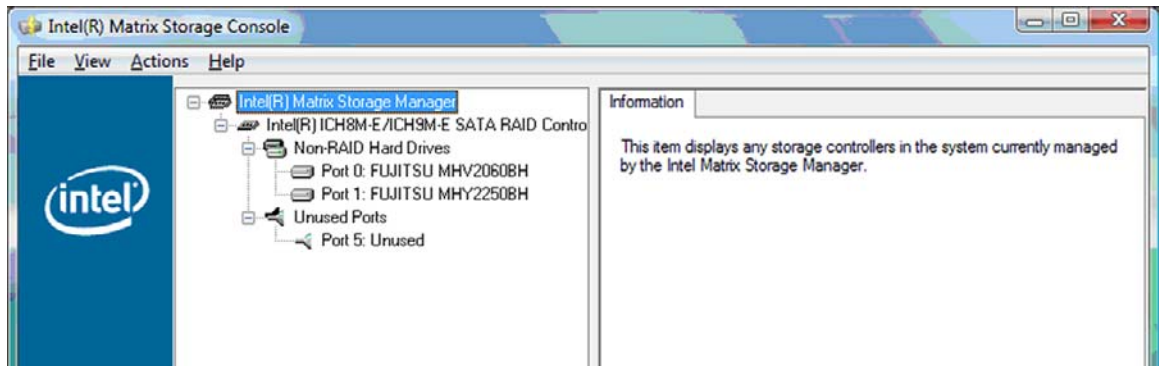 Intel(R) Matrix Storage Console
File View Actions Help
Intel(R) Matrix Storage Manager
Intel(R) ICH8M-E/ICH9M-E SATA RAID Contro
Non-RAID Hard Drives
Port 0: FUJITSU MHV2060BH
Port 1: FUJITSU MHY2250BH
Unused Ports
Port 5: Unused
intel
Information
This item displays any storage controllers in the system currently managed
by the Intel Matrix Storage Manager.